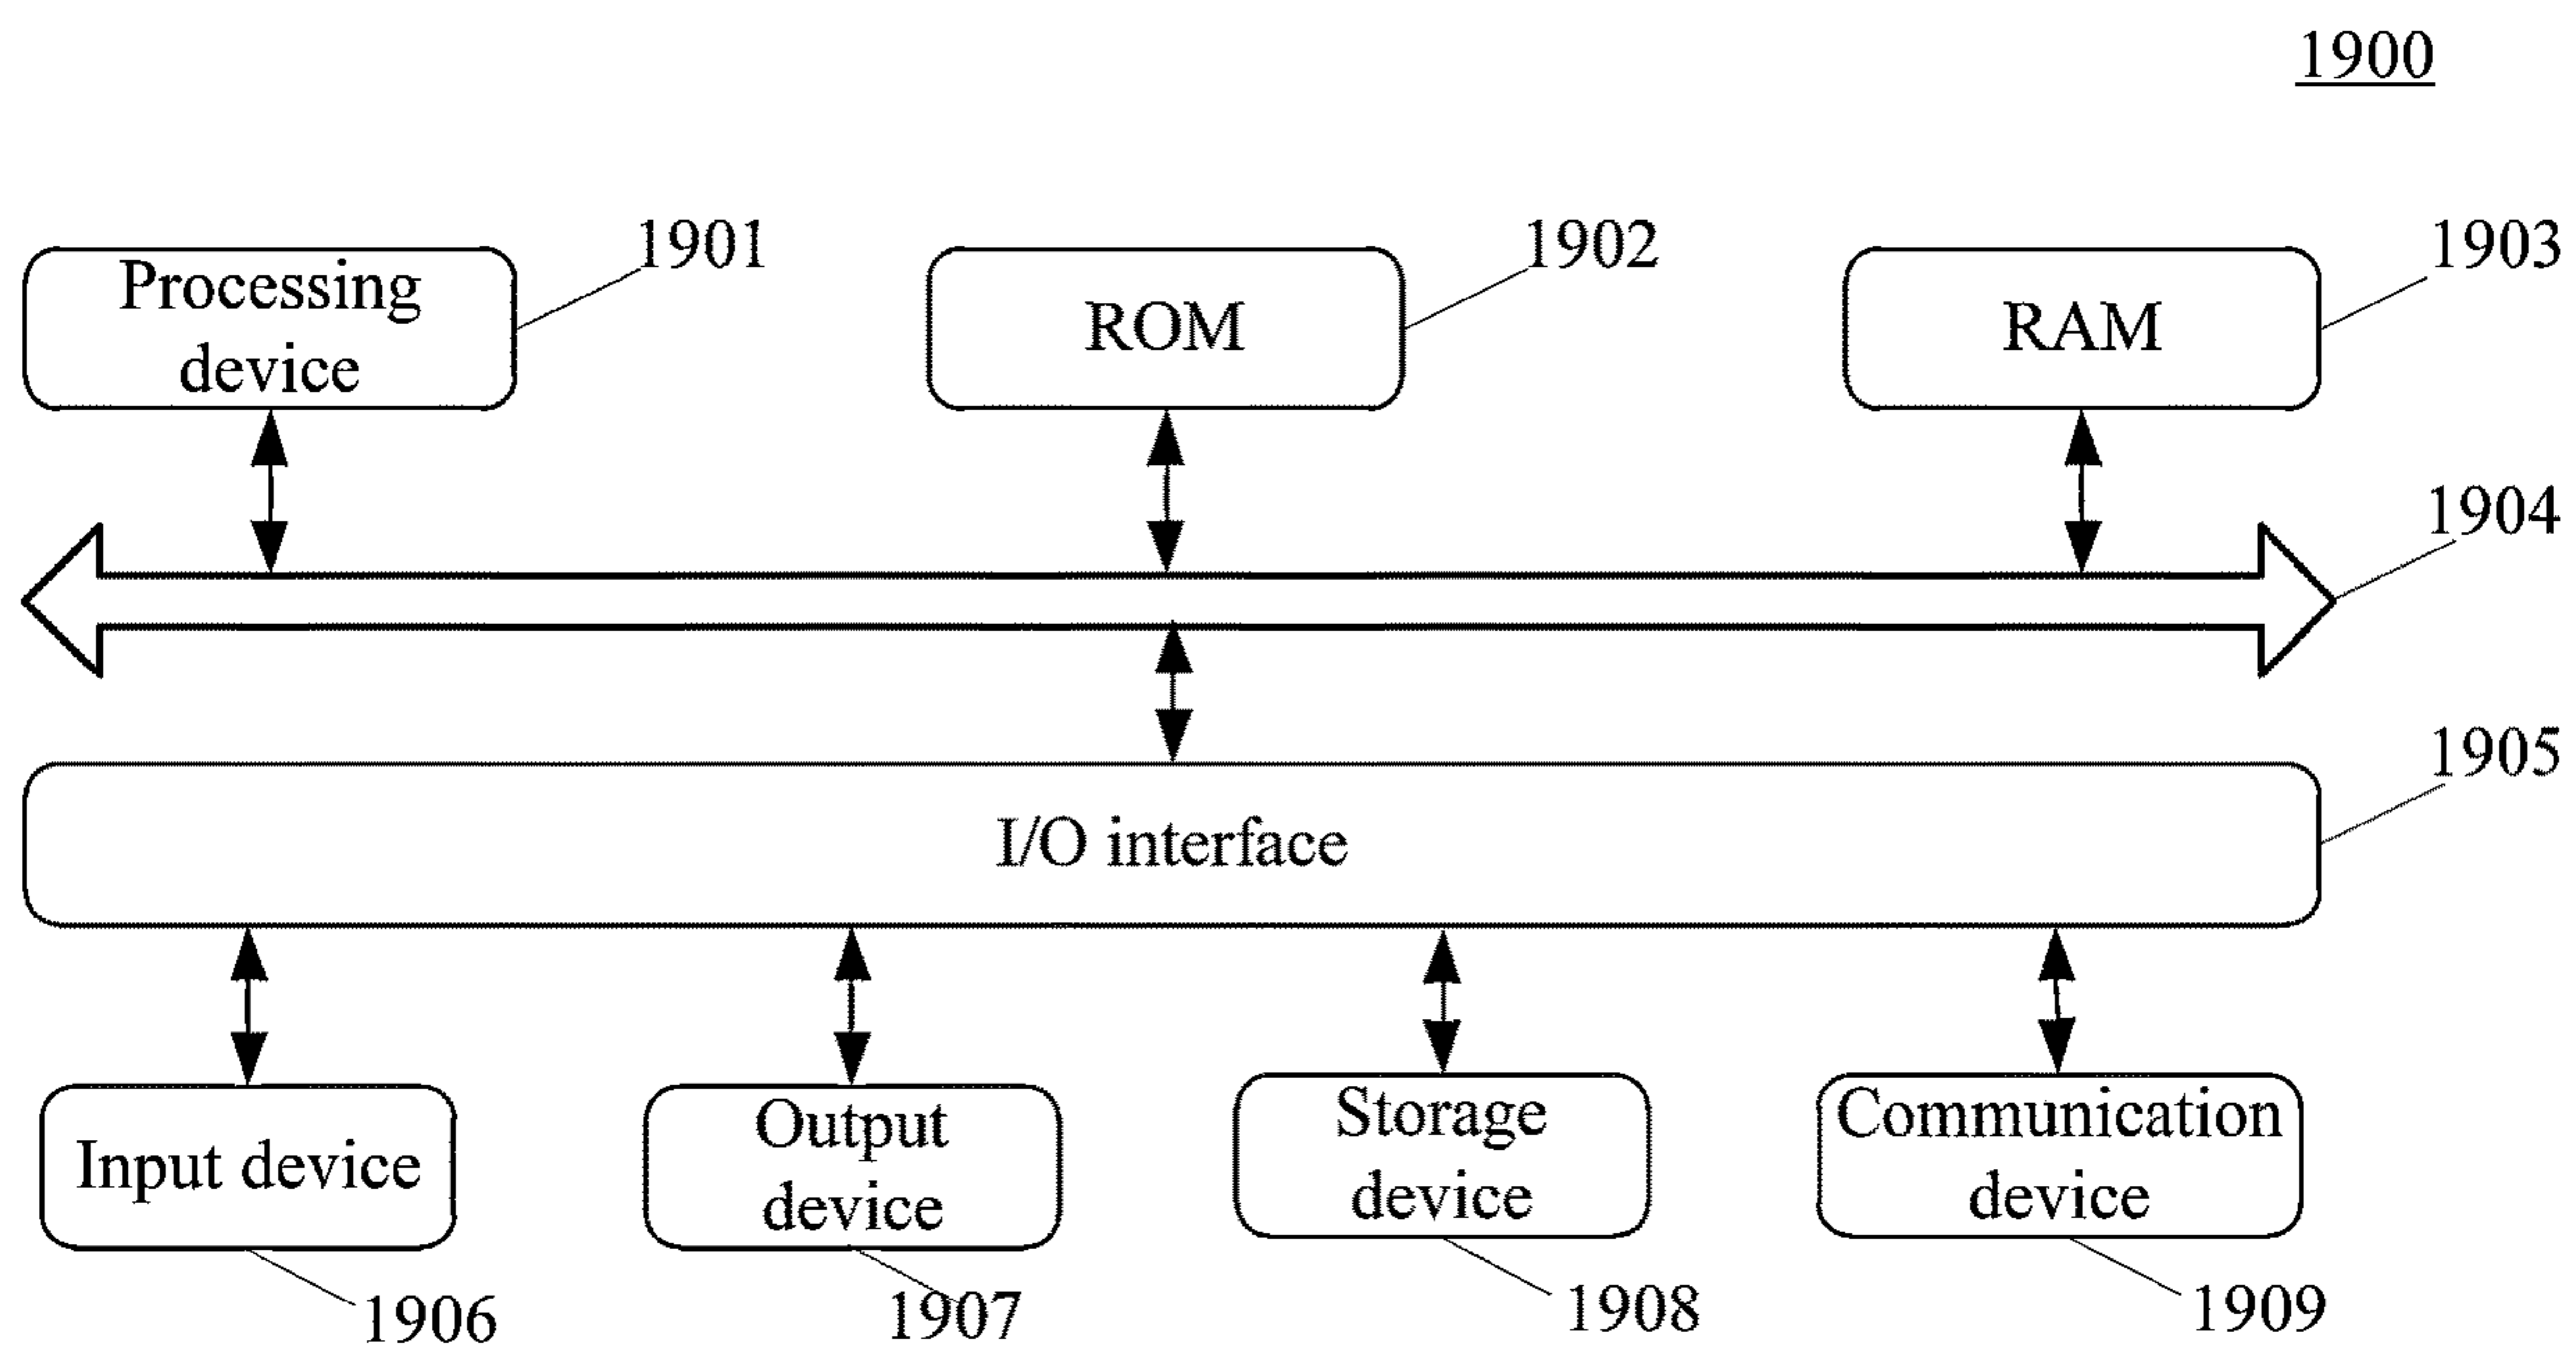 1900
1901
1902
1903
Processing
device
ROM
RAM
1904
1905
I/O interface
Input device
Output
device
Storage
device
Communication
device
1906
1907
1908
1909